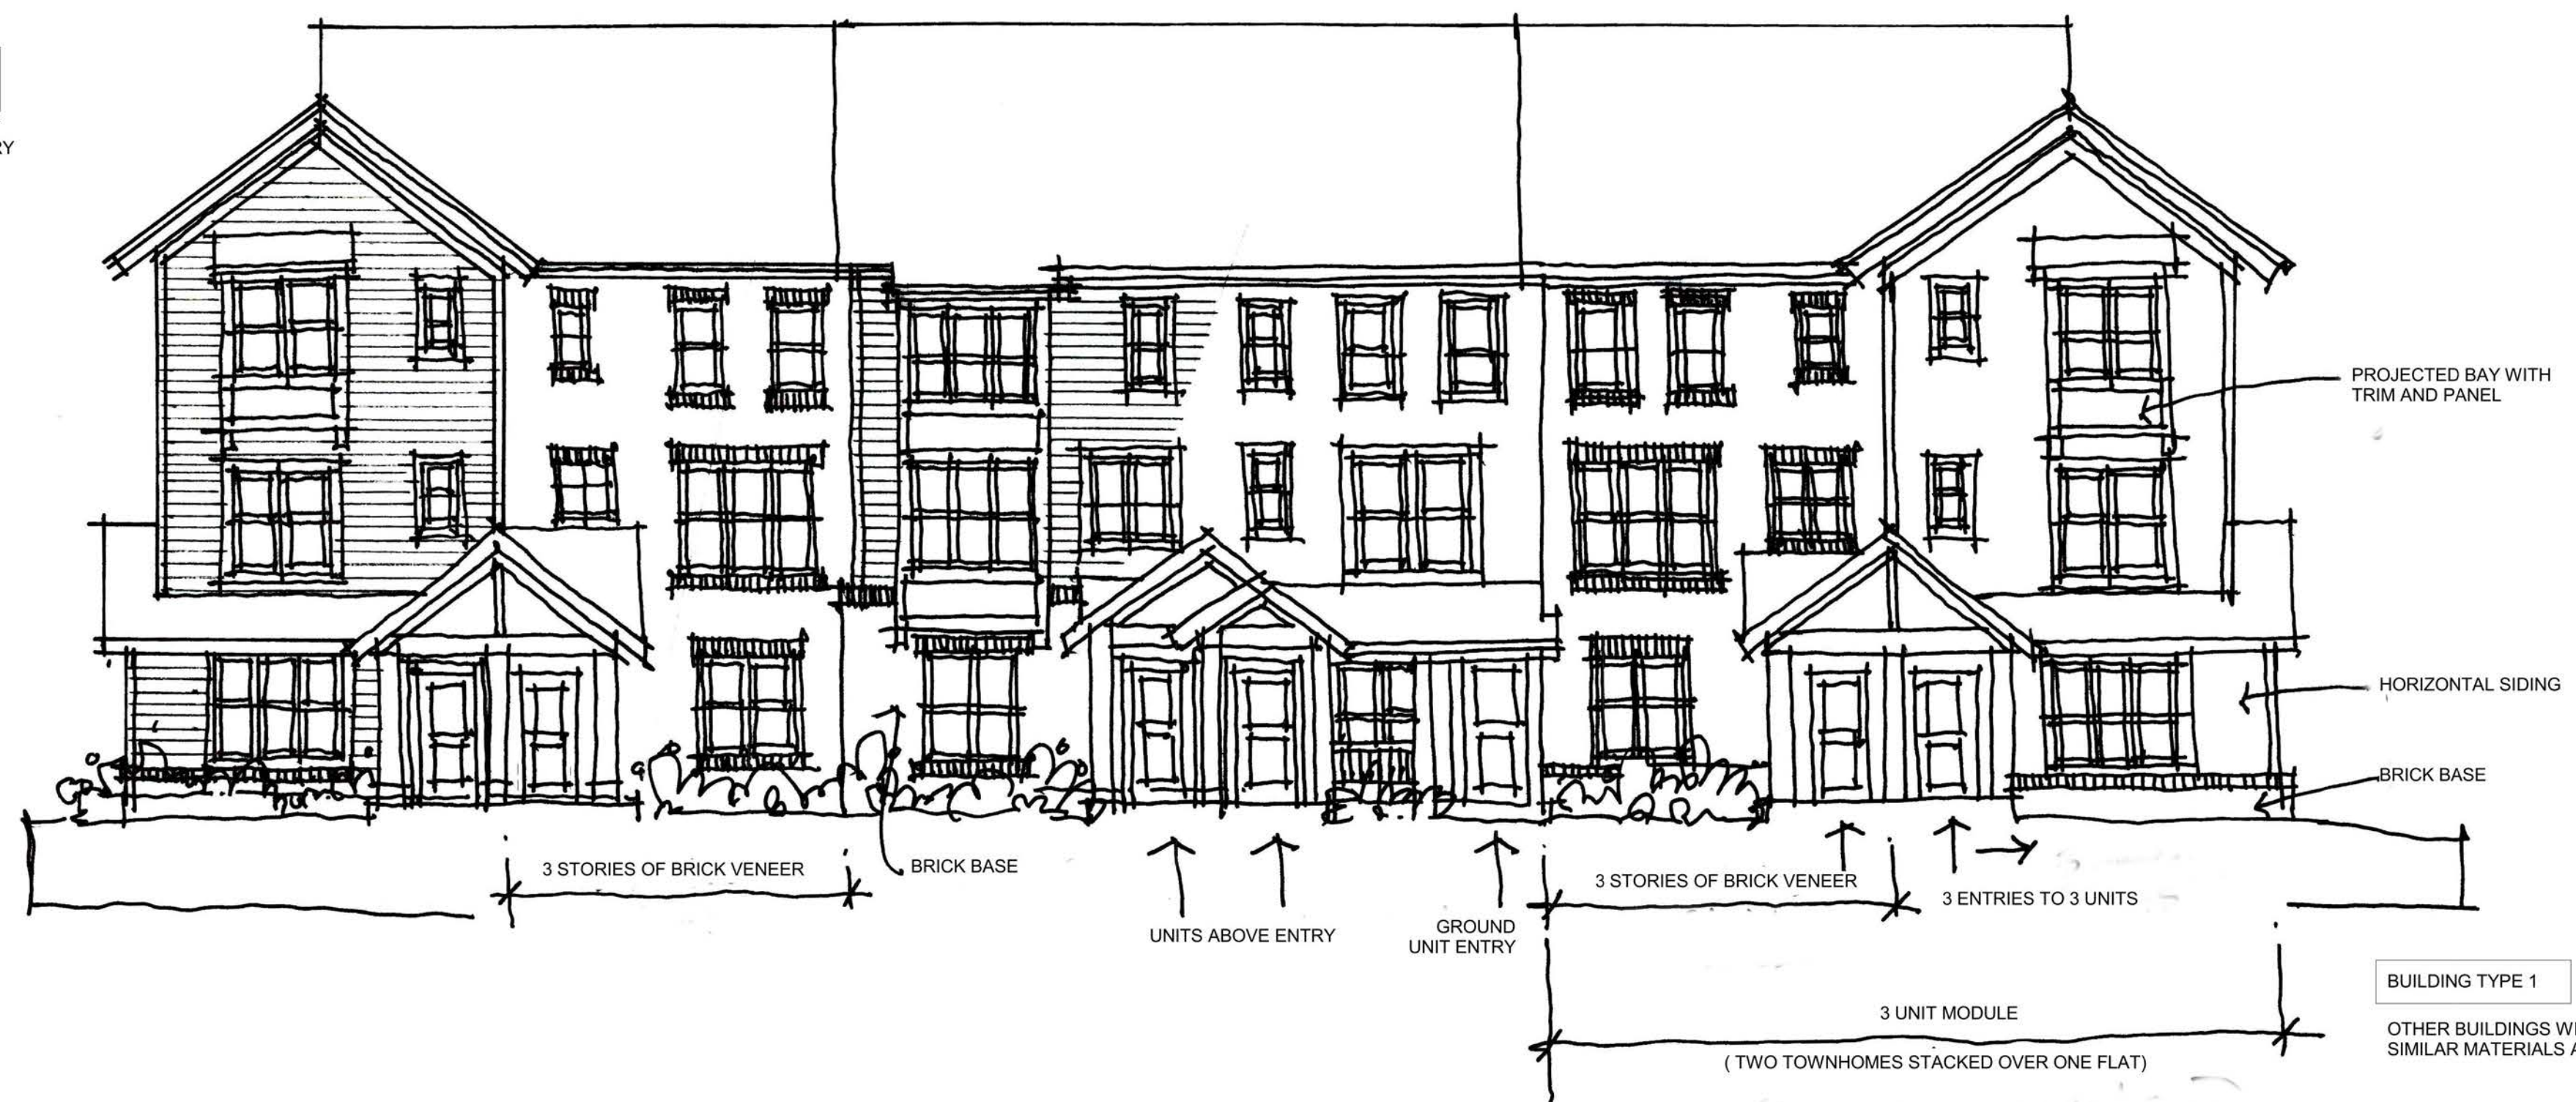 RY
PROJECTED BAY WITH
TRIM AND PANEL
HORIZONTAL SIDING
BRICK BASE
3 STORIES OF BRICK VENEER
BRICK BASE
3 STORIES OF BRICK VENEER
3 ENTRIES TO 3 UNITS
UNITS ABOVE ENTRY
GROUND
UNIT ENTRY
BUILDING TYPE 1
3 UNIT MODULE
OTHER BUILDINGS
SIMILAR MATERIALS
( TWO TOWNHOMES STACKED OVER ONE FLAT)